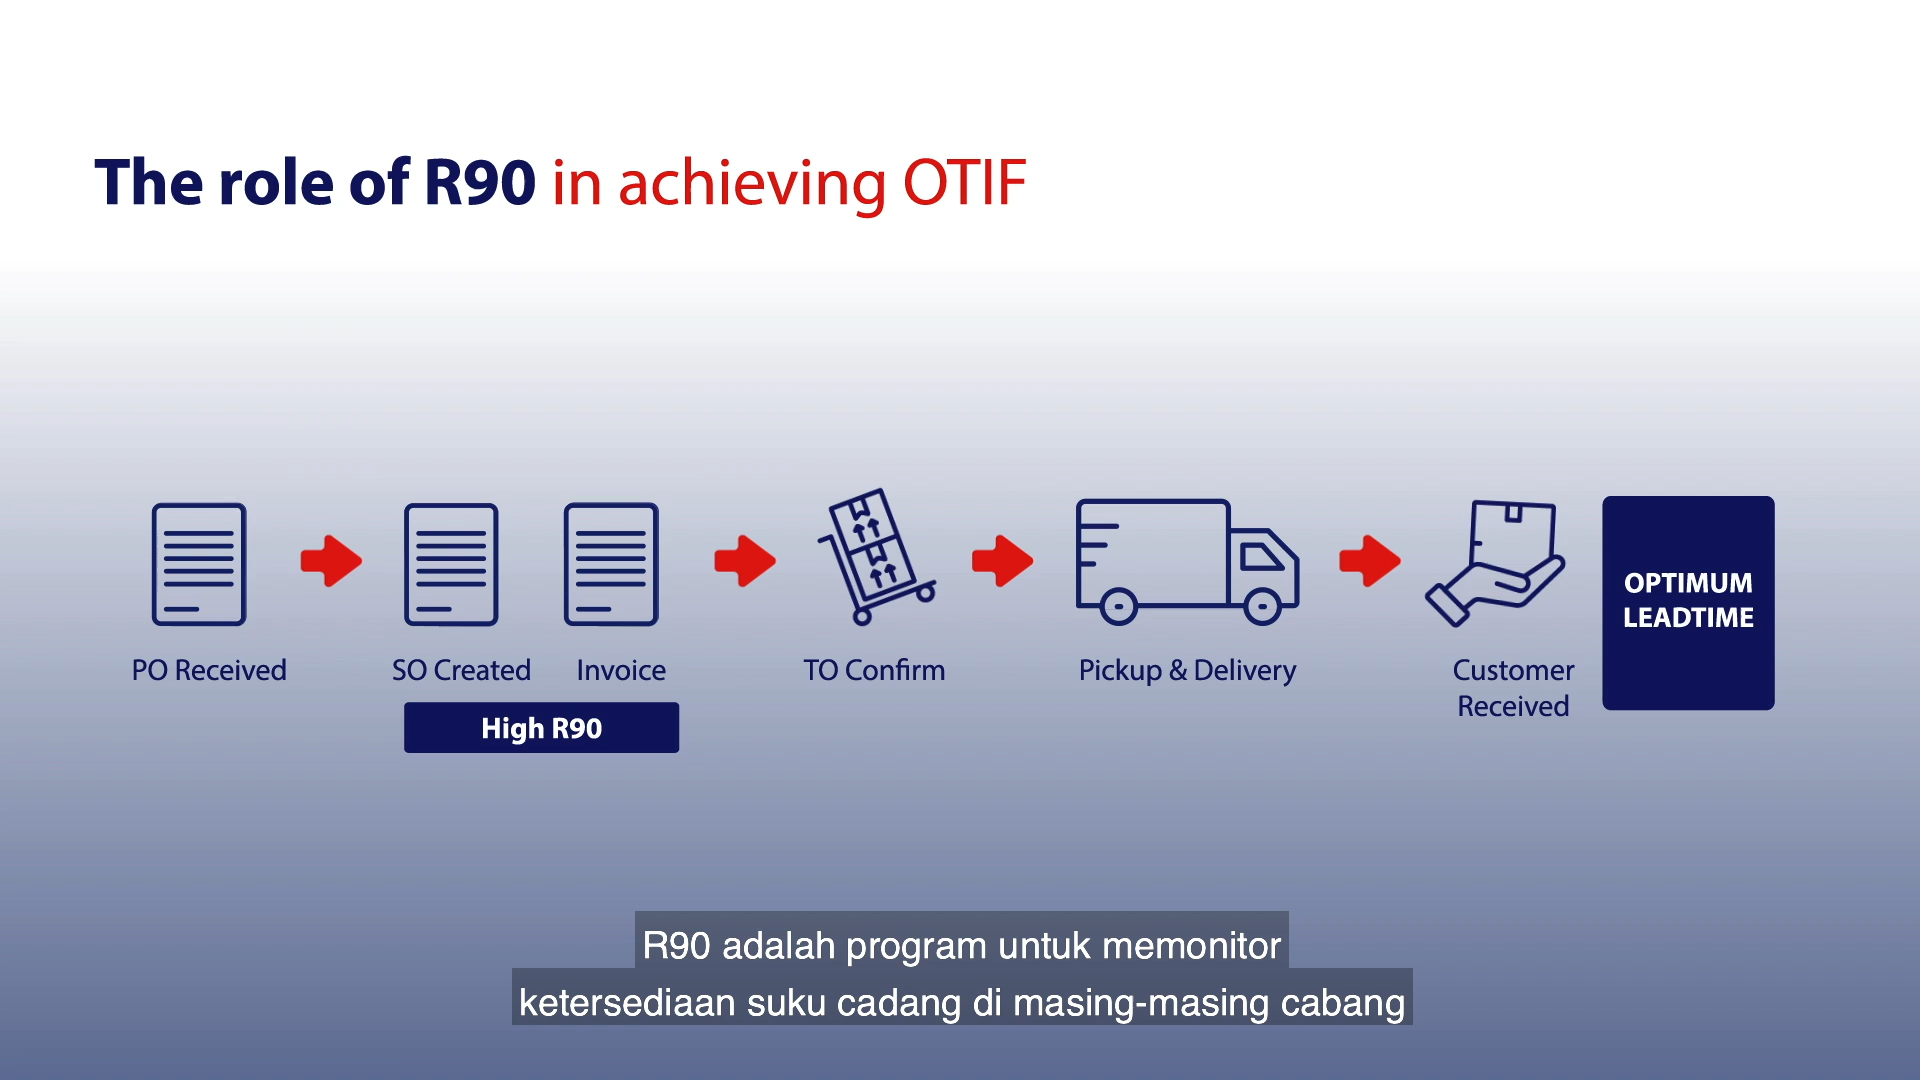 The role of R90 in achieving OTIF
PO Received
SO Created
Invoice
High R90
TO Confirm
Pickup & Delivery
Customer
Received
OPTIMUM
LEADTIME
R90 adalah program untuk memonitor
ketersediaan suku cadang di masing-masing cabang